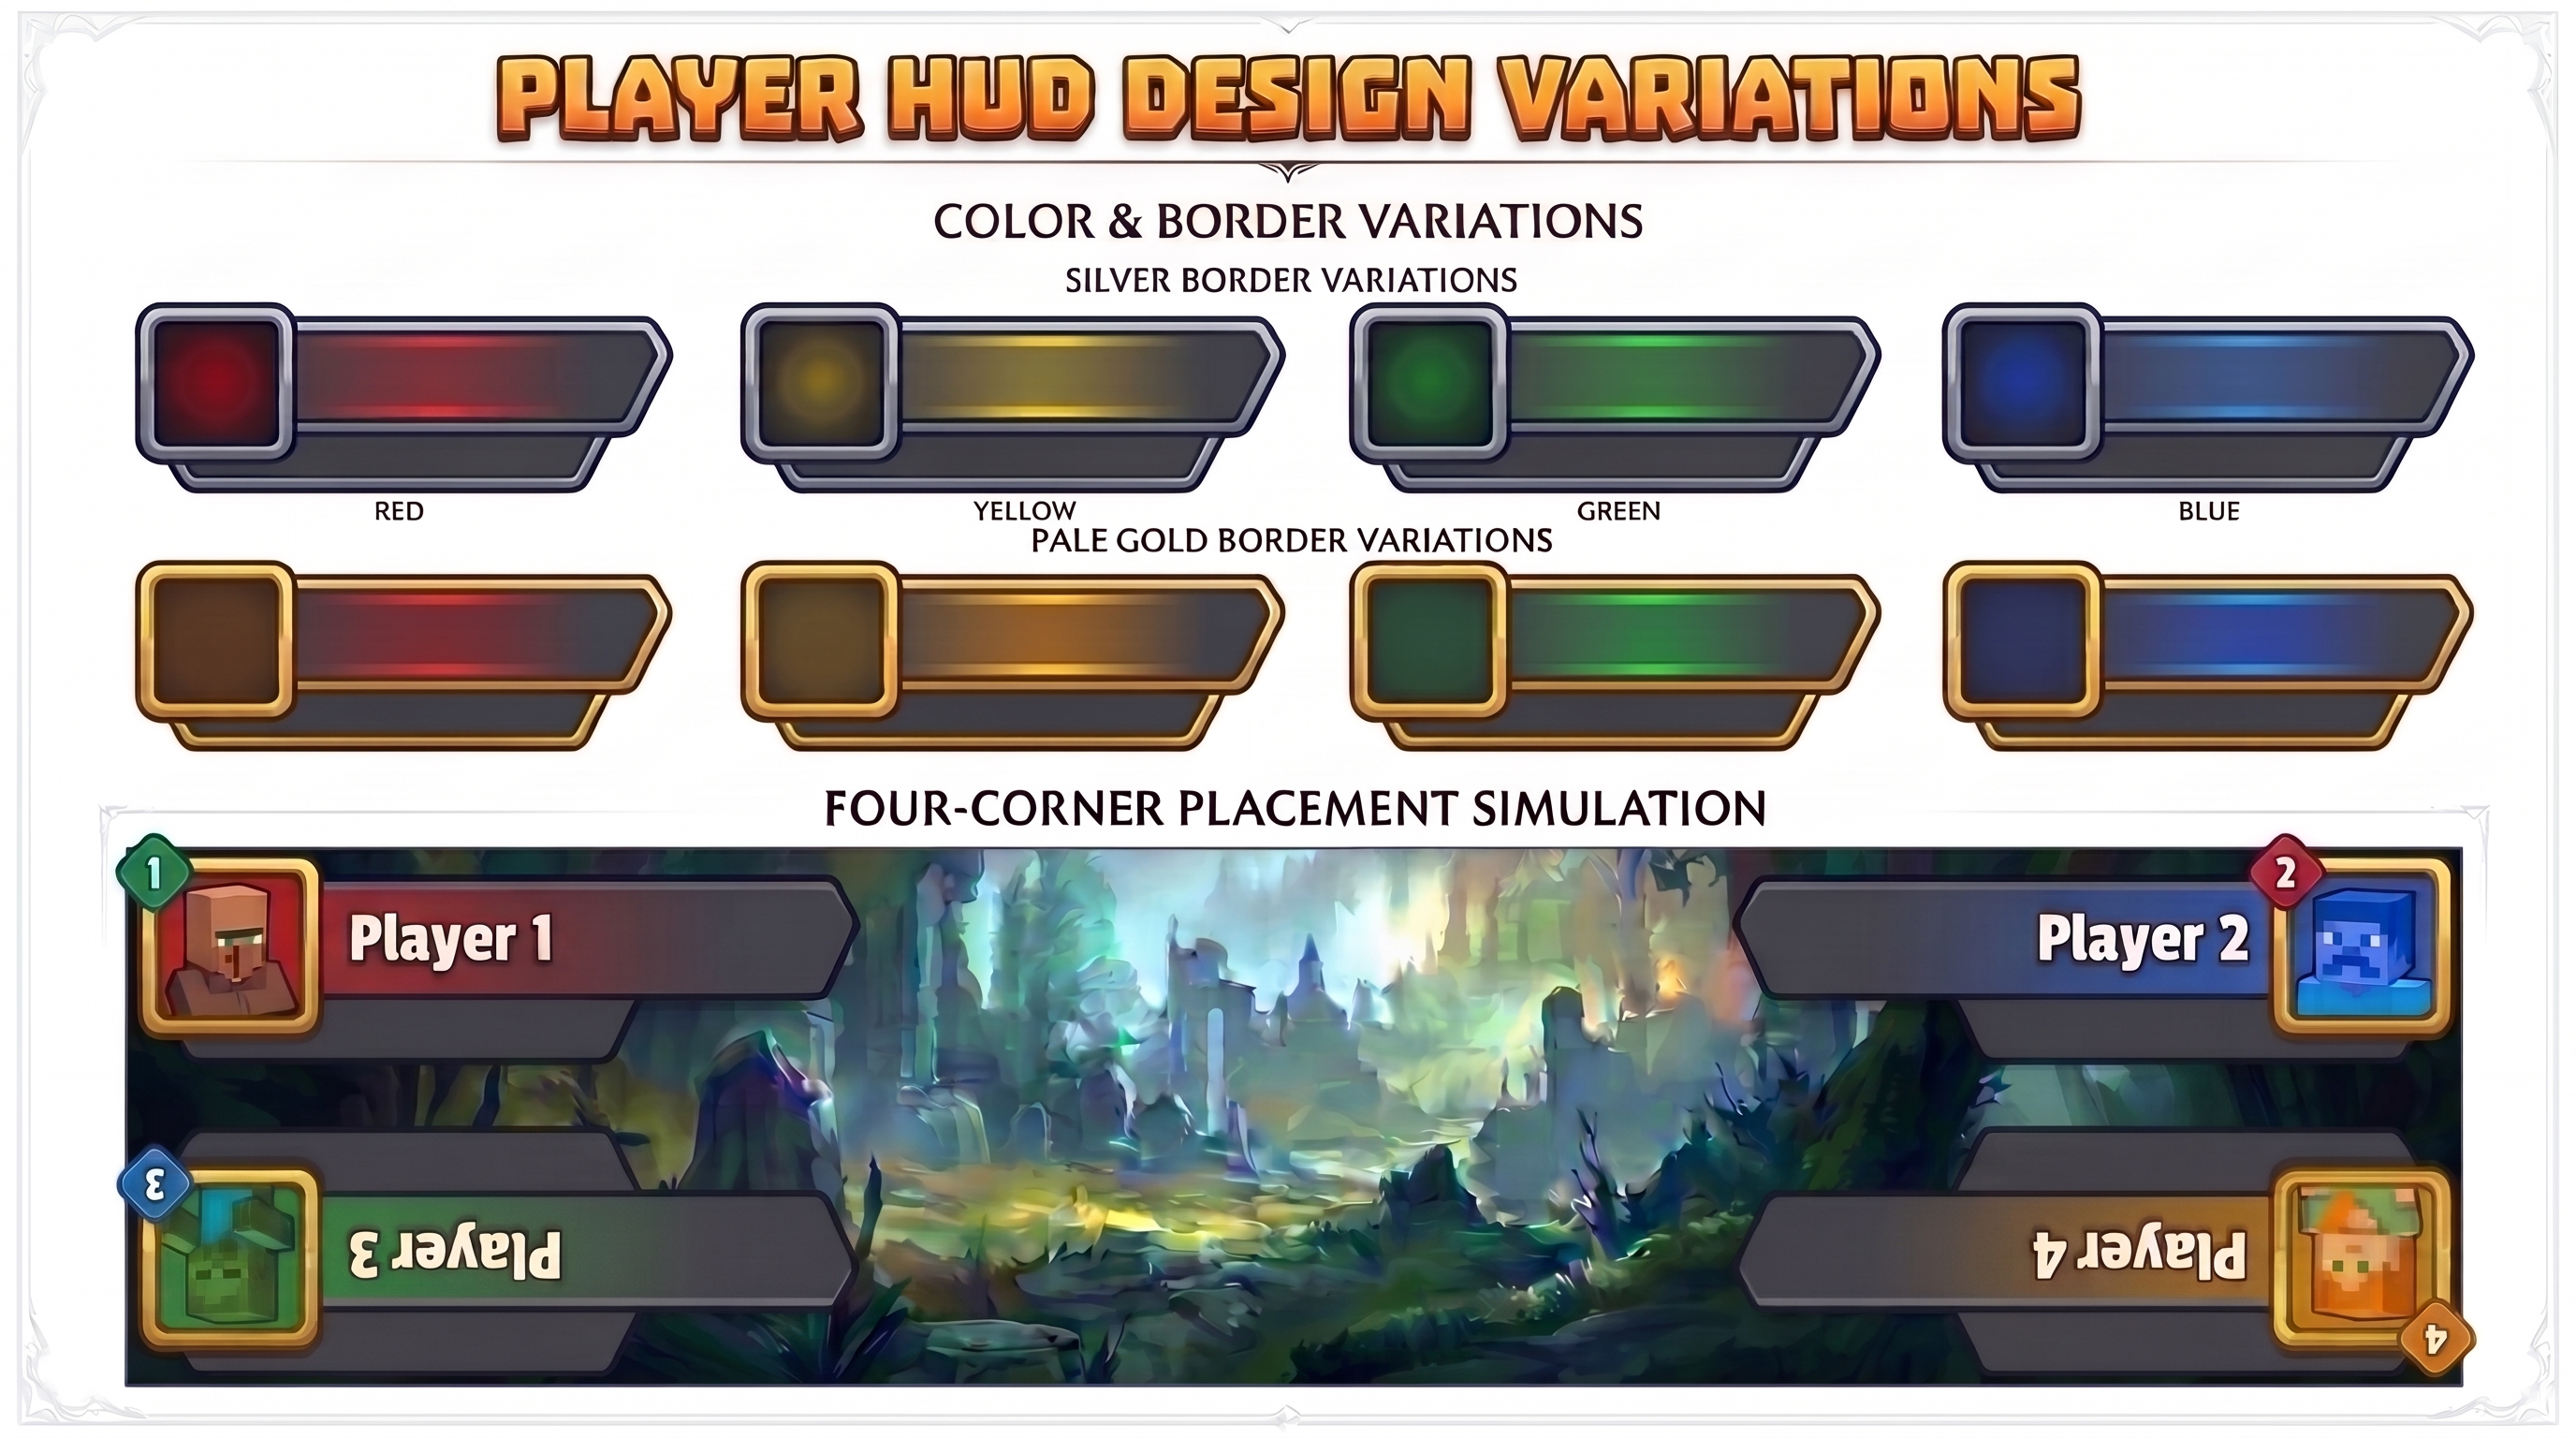 PLAYER HUD DESIGN VARIATIONS
COLOR & BORDER VARIATIONS
SILVER BORDER VARIATIONS
RED
YELLOW
GREEN
BLUE
PALE GOLD BORDER VARIATIONS
FOUR-CORNER PLACEMENT SIMULATION
1
Player 1
2
Player 2
3
Player 3
Player 4
4